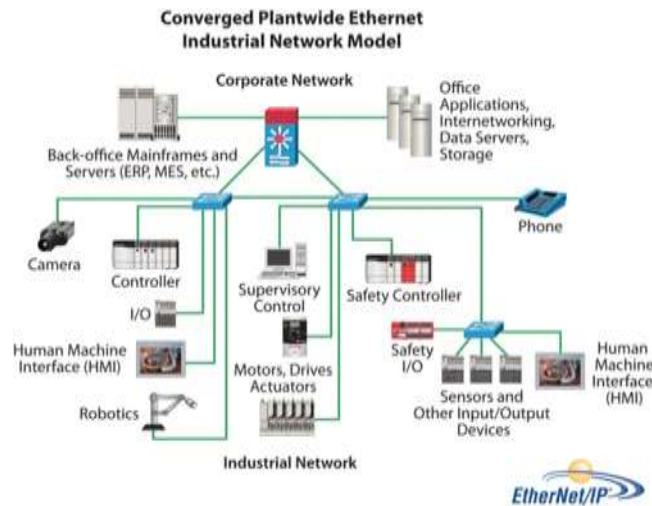 Converged Plantwide Ethernet
Industrial Network Model
Corporate Network
Back-office Mainframes and
Servers (ERP, MES, etc.)
Office
Applications,
Internetworking,
Data Servers,
Storage
Camera
Controller
Supervisory
Control
Safety Controller
Phone
I/O
Human Machine
Interface (HMI)
Robotics
Motors, Drives
Actuators
Safety
I/O
Sensors and
Other Input/Output
Devices
Human
Machine
Interface
(HMI)
Industrial Network
EtherNet/IP